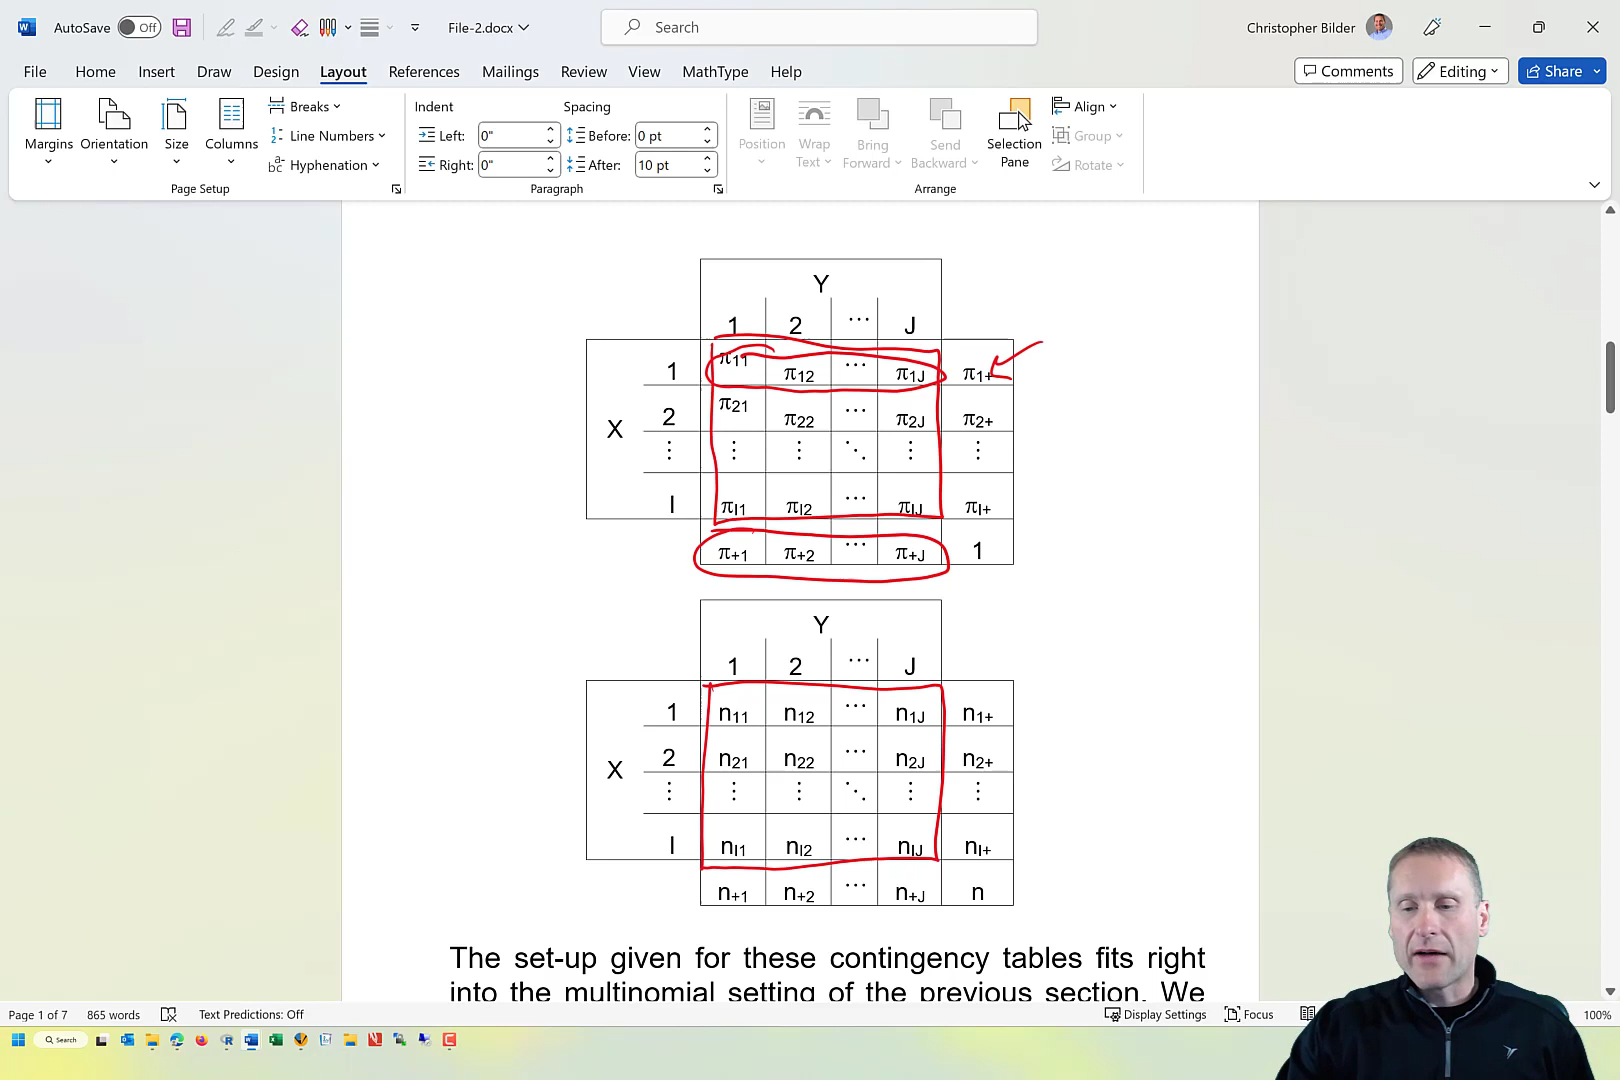 AutoSave Off File-2.docx Search Christopher Bilder
File Home Insert Draw Design Layout References Mailings Review View MathType Help Comments Editing Share
Margins Orientation Size Columns Breaks Line Numbers Hyphenation
Page Setup
Indent Spacing
Left: 0" Before: 0 pt
Right: 0" After: 10 pt
Paragraph
Position Wrap Text Bring Forward Send Backward Selection Pane Align Group Rotate
Arrange
Y
1 2 ⋯ J
X
1 π11 π12 ⋯ π1J π1+
2 π21 π22 ⋯ π2J π2+
⋮ ⋮ ⋮ ⋱ ⋮ ⋮
I πI1 πI2 ⋯ πIJ πI+
π+1 π+2 ⋯ π+J 1
Y
1 2 ⋯ J
X
1 n11 n12 ⋯ n1J n1+
2 n21 n22 ⋯ n2J n2+
⋮ ⋮ ⋮ ⋱ ⋮ ⋮
I nI1 nI2 ⋯ nIJ nI+
n+1 n+2 ⋯ n+J n
The set-up given for these contingency tables fits right
into the multinomial setting of the previous section. We
Page 1 of 7 865 words Text Predictions: Off Display Settings Focus 100%
Search